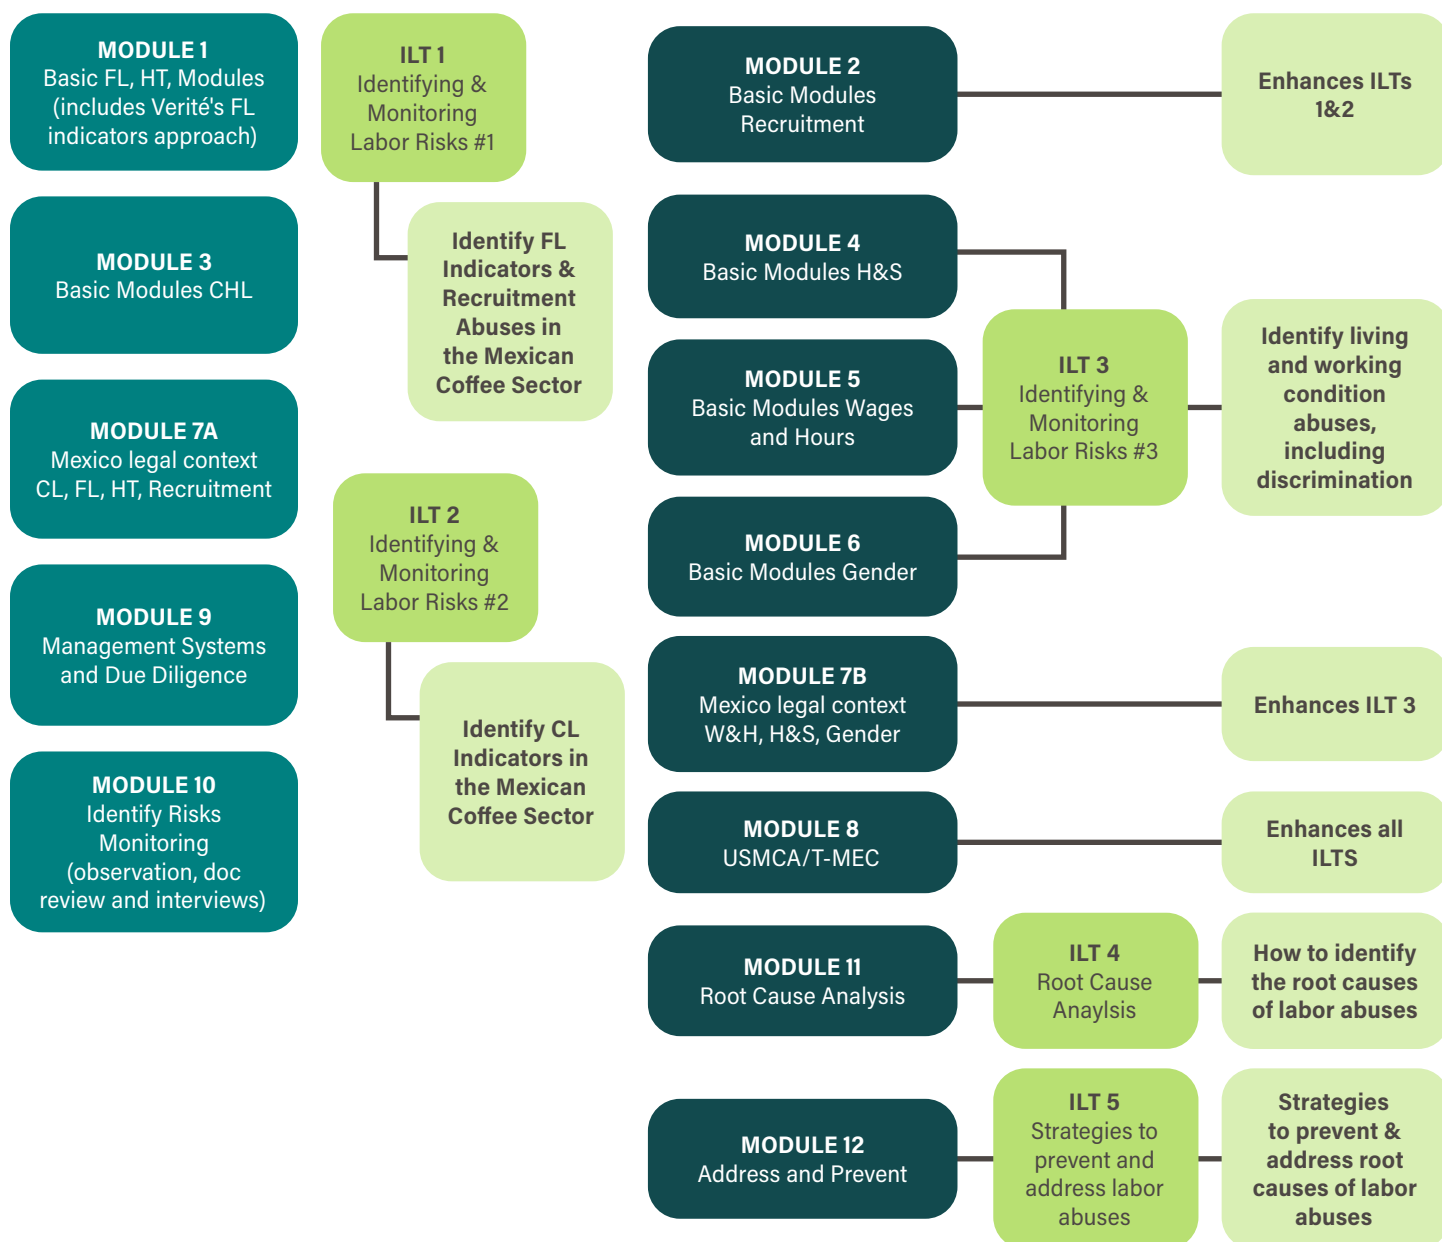 MODULE 1
Basic FL, HT, Modules
(includes Verité's FL
indicators approach)
MODULE 3
Basic Modules CHL
MODULE 7A
Mexico legal context
CL, FL, HT, Recruitment
MODULE 9
Management Systems
and Due Diligence
MODULE 10
Identify Risks
Monitoring
(observation, doc
review and interviews)
ILT 1
Identifying &
Monitoring
Labor Risks #1
Identify FL
Indicators &
Recruitment
Abuses in
the Mexican
Coffee Sector
ILT 2
Identifying &
Monitoring
Labor Risks #2
Identify CL
Indicators in
the Mexican
Coffee Sector
MODULE 2
Basic Modules
Recruitment
Enhances ILTs
1&2
MODULE 4
Basic Modules H&S
MODULE 5
Basic Modules Wages
and Hours
MODULE 6
Basic Modules Gender
ILT 3
Identifying &
Monitoring
Labor Risks #3
Identify living
and working
condition
abuses,
including
discrimination
MODULE 7B
Mexico legal context
W&H, H&S, Gender
Enhances ILT 3
MODULE 8
USMCA/T-MEC
Enhances all
ILTS
MODULE 11
Root Cause Analysis
ILT 4
Root Cause
Anaylsis
How to identify
the root causes
of labor abuses
MODULE 12
Address and Prevent
ILT 5
Strategies to
prevent and
address labor
abuses
Strategies
to prevent &
address root
causes of labor
abuses